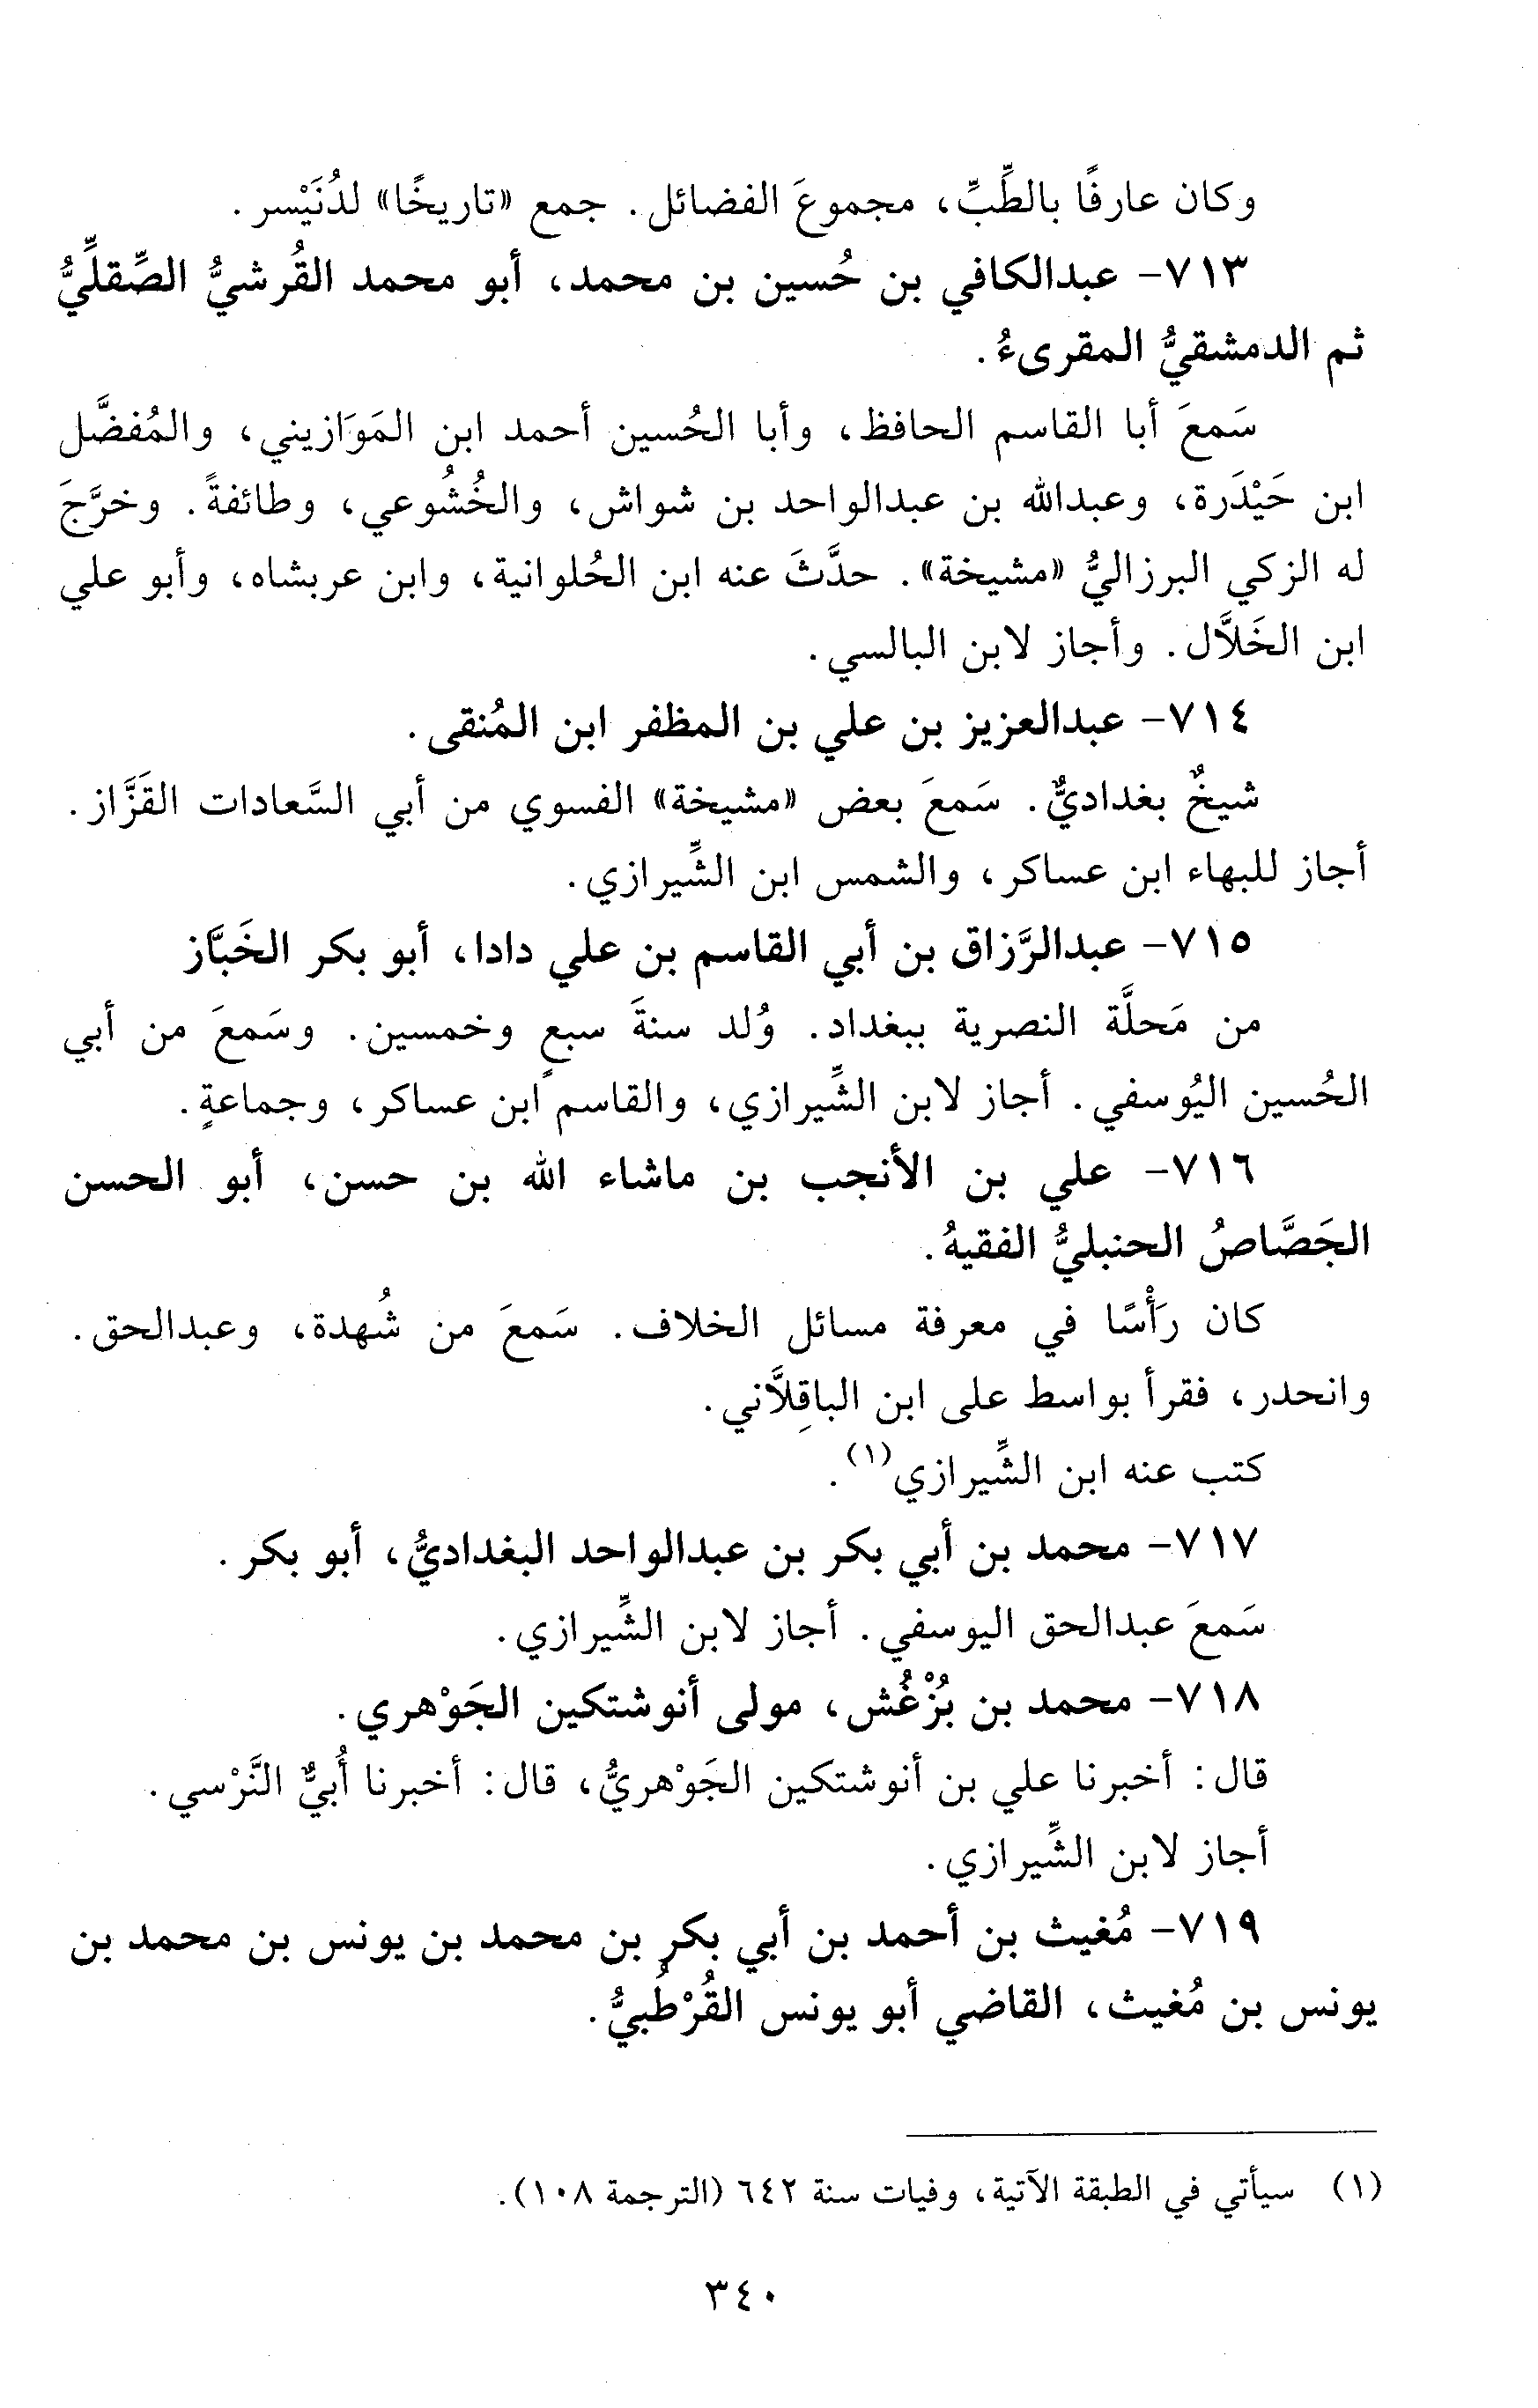 وكان عارفًا بالطِّبِّ، مجموعَ الفضائل. جمع «تاريخًا» لدُنَيْسر.
٧١٣- عبدالكافي بن حُسين بن محمد، أبو محمد القُرشيُّ الصِّقلِّيُّ
ثم الدمشقيُّ المقرىءُ.
سَمعَ أبا القاسم الحافظ، وأبا الحُسين أحمد ابن المَوَازيني، والمُفضَّل
ابن حَيْدَرة، وعبدالله بن عبدالواحد بن شواش، والخُشُوعي، وطائفةً. وخرَّجَ
له الزكي البرزاليُّ «مشيخة». حدَّثَ عنه ابن الحُلوانية، وابن عربشاه، وأبو علي
ابن الخَلاَّل. وأجاز لابن البالسي.
٧١٤- عبدالعزيز بن علي بن المظفر ابن المُنقى.
شيخٌ بغداديٌّ. سَمعَ بعض «مشيخة» الفسوي من أبي السَّعادات القَزَّاز.
أجاز للبهاء ابن عساكر، والشمس ابن الشِّيرازي.
٧١٥- عبدالرَّزاق بن أبي القاسم بن علي دادا، أبو بكر الخَبَّاز
من مَحلَّة النصرية ببغداد. وُلد سنةَ سبعٍ وخمسين. وسَمعَ من أبي
الحُسين اليُوسفي. أجاز لابن الشِّيرازي، والقاسم ابن عساكر، وجماعةٍ.
٧١٦- علي بن الأنجب بن ماشاء الله بن حسن، أبو الحسن
الجَصَّاصُ الحنبليُّ الفقيهُ.
كان رَأْسًا في معرفة مسائل الخلاف. سَمعَ من شُهدة، وعبدالحق.
وانحدر، فقرأ بواسط على ابن الباقِلاَّني.
كتب عنه ابن الشِّيرازي(١).
٧١٧- محمد بن أبي بكر بن عبدالواحد البغداديُّ، أبو بكر.
سَمعَ عبدالحق اليوسفي. أجاز لابن الشِّيرازي.
٧١٨- محمد بن بُزْغُش، مولى أنوشتكين الجَوْهري.
قال: أخبرنا علي بن أنوشتكين الجَوْهريُّ، قال: أخبرنا أُبيٌّ النَّرْسي.
أجاز لابن الشِّيرازي.
٧١٩- مُغيث بن أحمد بن أبي بكر بن محمد بن يونس بن محمد بن
يونس بن مُغيث، القاضي أبو يونس القُرْطُبيُّ.
(١) سيأتي في الطبقة الآتية، وفيات سنة ٦٤٢ (الترجمة ١٠٨).
٣٤٠